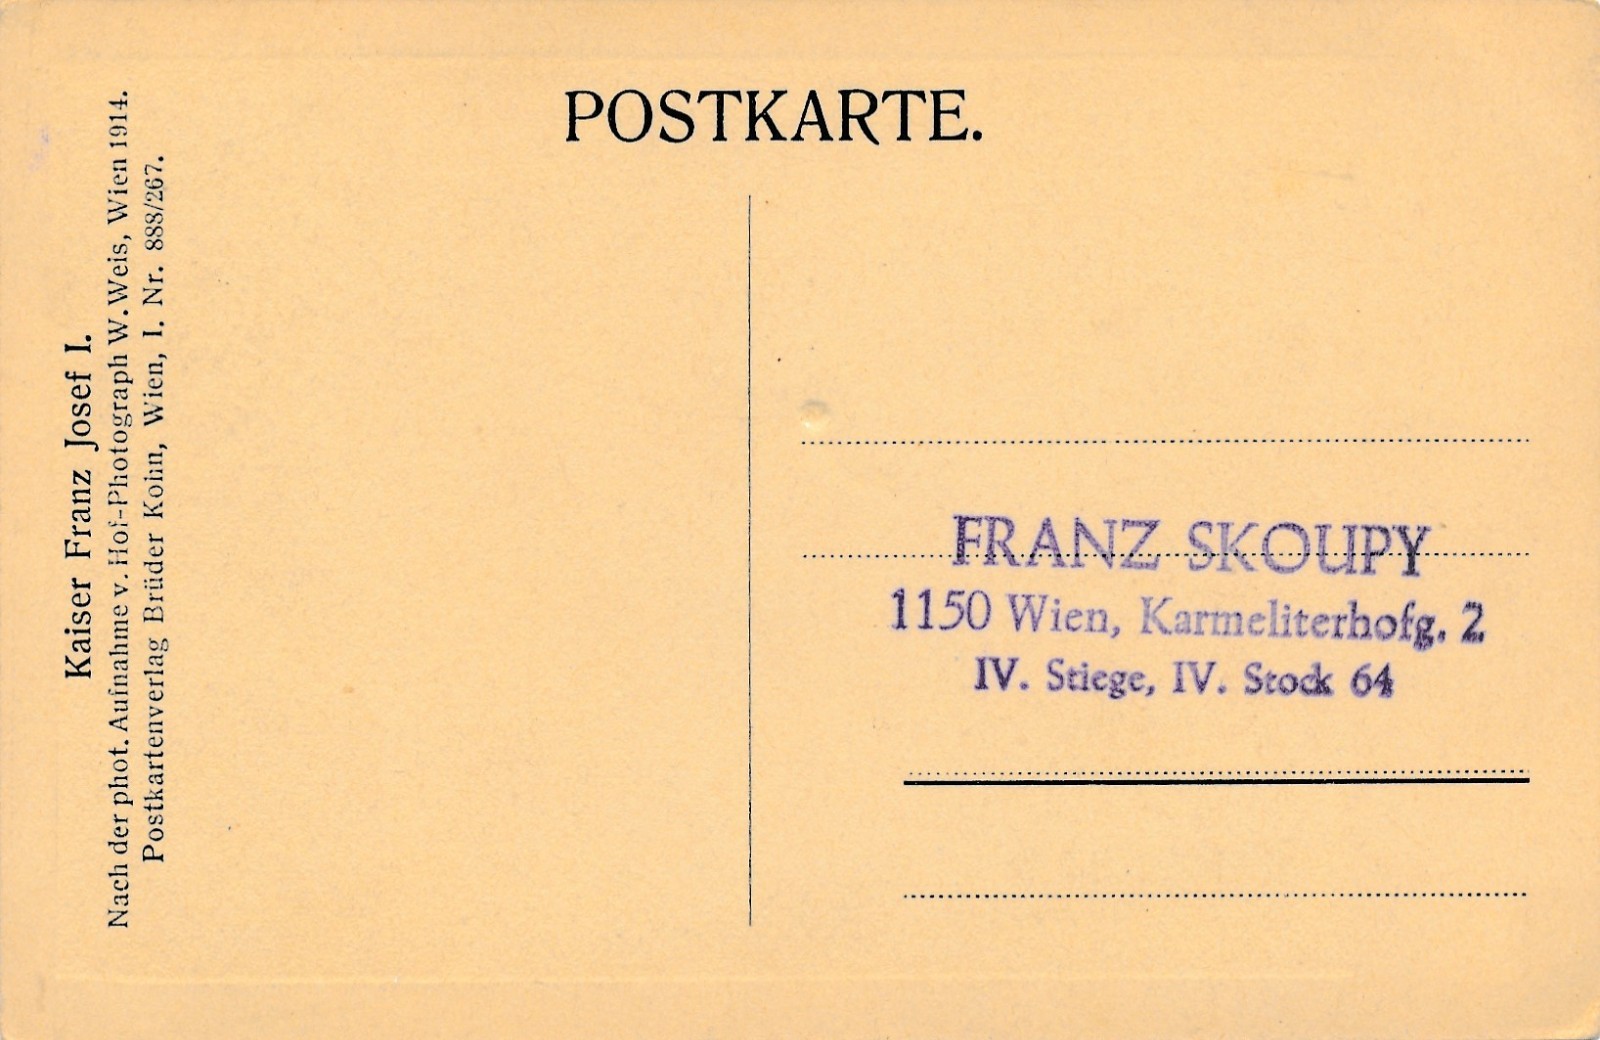 POSTKARTE.
Kaiser Franz Josef I.
Nach der phot. Aufnahme v. Hof-Photograph W. Weis, Wien 1914.
Postkartenverlag Brüder Kohn, Wien, I. Nr. 888/267.
FRANZ SKOUPY
1150 Wien, Karmeliterhofg. 2
IV. Stiege, IV. Stock 64